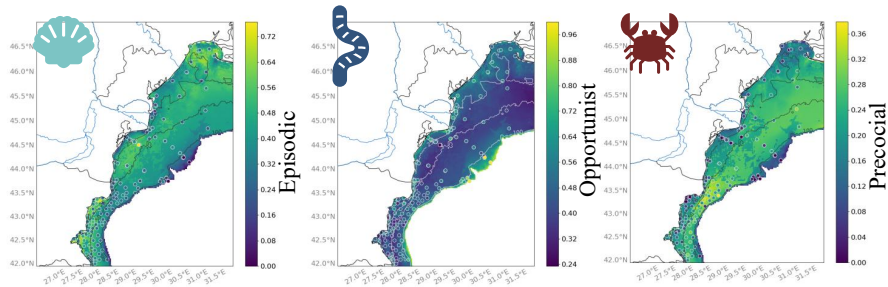 46.5°N
46.0°N
45.5°N
45.0°N
44.5°N
44.0°N
43.5°N
43.0°N
42.5°N
42.0°N
27.0°E 27.5°E 28.0°E 28.5°E 29.0°E 29.5°E 30.0°E 30.5°E 31.0°E 31.5°E
0.72
0.64
0.56
0.48
0.40
0.32
0.24
0.16
0.08
0.00
Episodic
46.5°N
46.0°N
45.5°N
45.0°N
44.5°N
44.0°N
43.5°N
43.0°N
42.5°N
42.0°N
27.0°E 27.5°E 28.0°E 28.5°E 29.0°E 29.5°E 30.0°E 30.5°E 31.0°E 31.5°E
0.96
0.88
0.80
0.72
0.64
0.56
0.48
0.40
0.32
0.24
Opportunist
46.5°N
46.0°N
45.5°N
45.0°N
44.5°N
44.0°N
43.5°N
43.0°N
42.5°N
42.0°N
27.0°E 27.5°E 28.0°E 28.5°E 29.0°E 29.5°E 30.0°E 30.5°E 31.0°E 31.5°E
0.36
0.32
0.28
0.24
0.20
0.16
0.12
0.08
0.04
0.00
Precocial